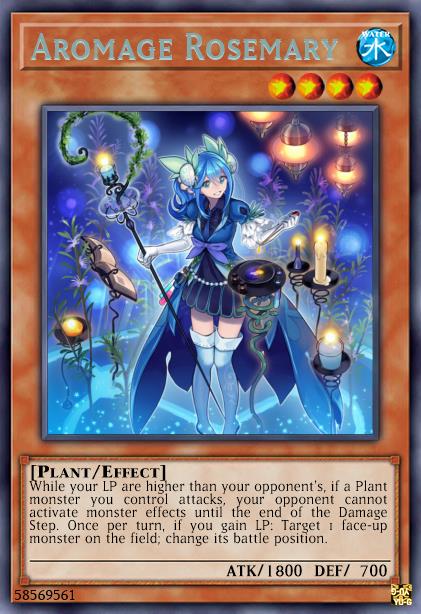 AROMAGE ROSEMARY
WATER
水
[PLANT/EFFECT]
While your LP are higher than your opponent's, if a Plant
monster you control attacks, your opponent cannot
activate monster effects until the end of the Damage
Step. Once per turn, if you gain LP: Target 1 face-up
monster on the field; change its battle position.
ATK/1800 DEF/ 700
58569561